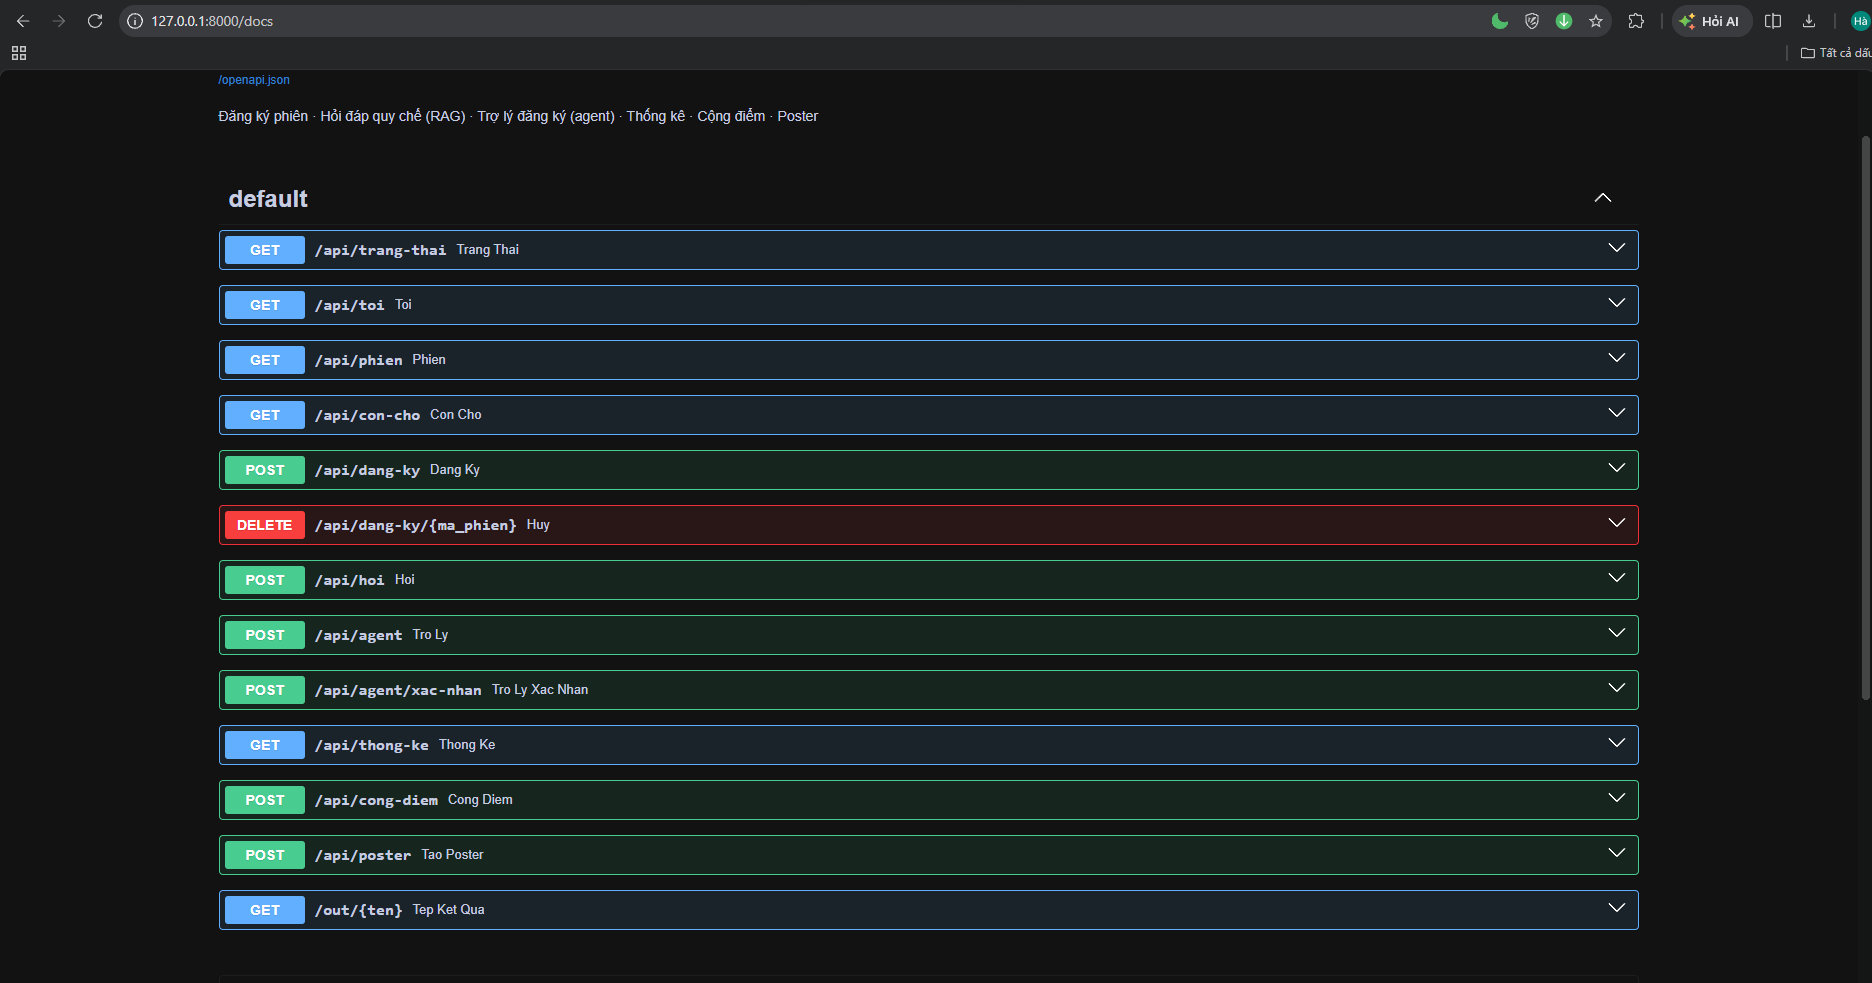 127.0.0.1:8000/docs
Hỏi AI
Hà
Tất cả dấu
/openapi.json
Đăng ký phiên · Hỏi đáp quy chế (RAG) · Trợ lý đăng ký (agent) · Thống kê · Cộng điểm · Poster
default
GET /api/trang-thai Trang Thai
GET /api/toi Toi
GET /api/phien Phien
GET /api/con-cho Con Cho
POST /api/dang-ky Dang Ky
DELETE /api/dang-ky/{ma_phien} Huy
POST /api/hoi Hoi
POST /api/agent Tro Ly
POST /api/agent/xac-nhan Tro Ly Xac Nhan
GET /api/thong-ke Thong Ke
POST /api/cong-diem Cong Diem
POST /api/poster Tao Poster
GET /out/{ten} Tep Ket Qua